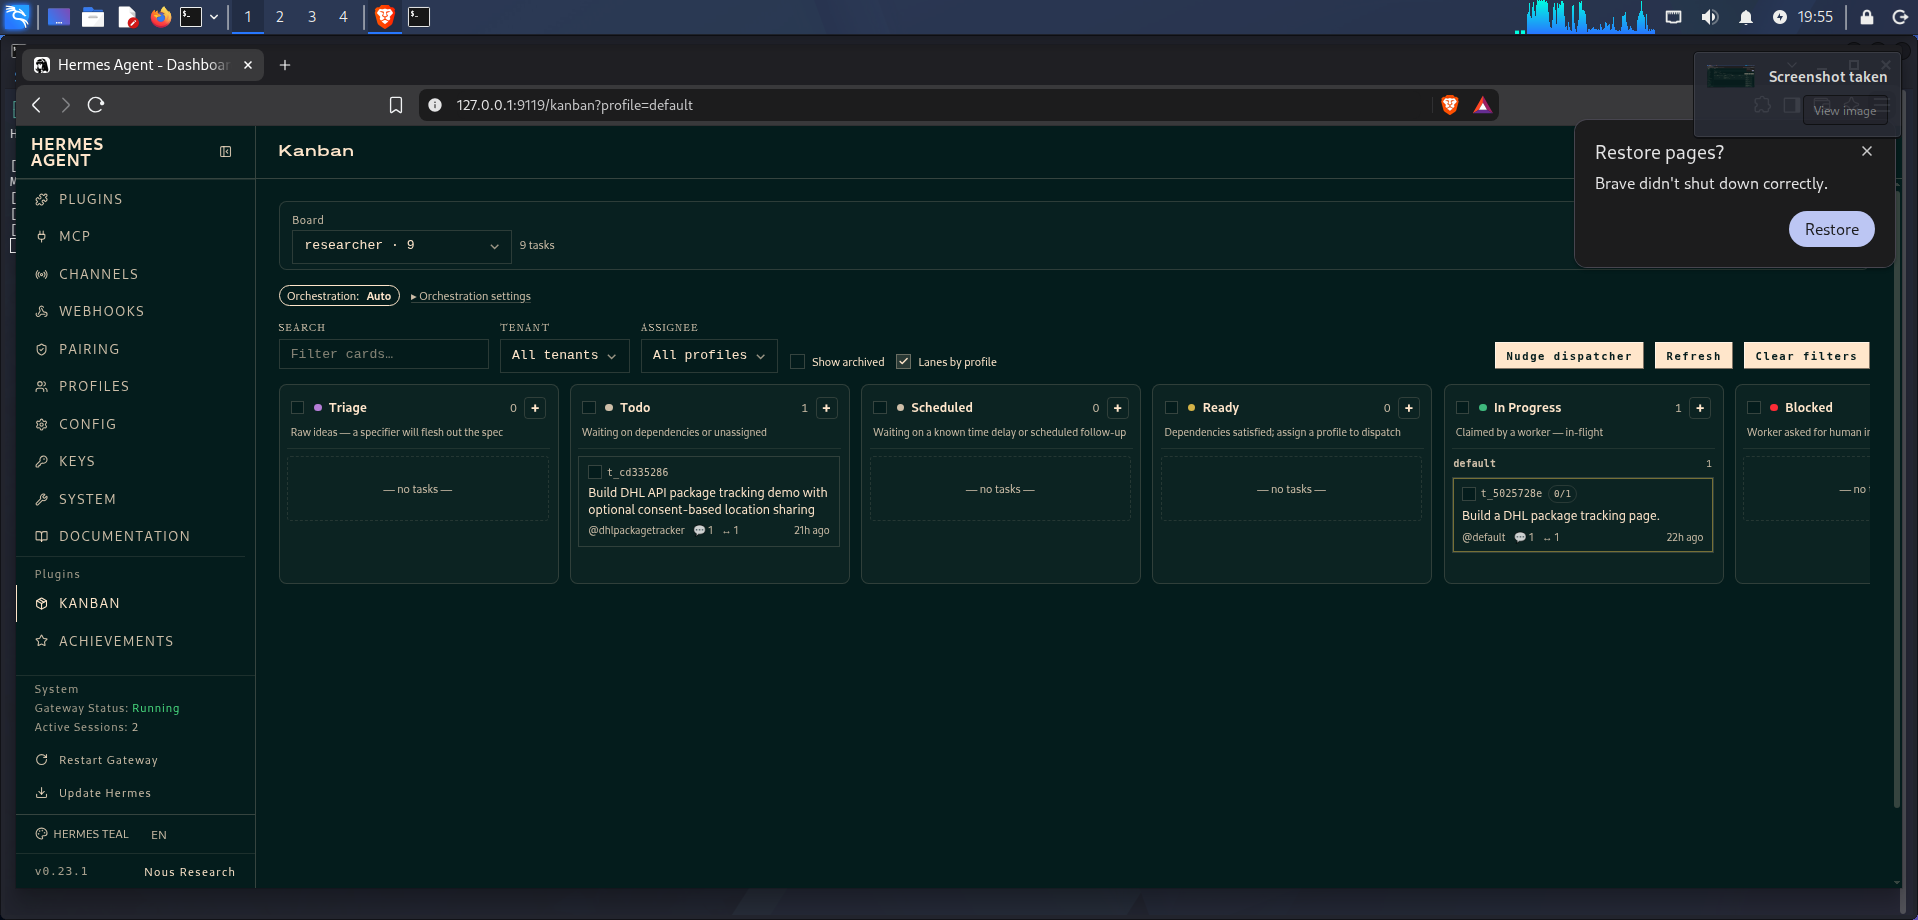 1 2 3 4
19:55
Hermes Agent - Dashboar
127.0.0.1:9119/kanban?profile=default
Screenshot taken
View image
Restore pages?
Brave didn't shut down correctly.
Restore
HERMES
AGENT
PLUGINS
MCP
CHANNELS
WEBHOOKS
PAIRING
PROFILES
CONFIG
KEYS
SYSTEM
DOCUMENTATION
Plugins
KANBAN
ACHIEVEMENTS
System
Gateway Status: Running
Active Sessions: 2
Restart Gateway
Update Hermes
HERMES TEAL EN
v0.23.1 Nous Research
Kanban
Board
researcher · 9
9 tasks
Orchestration: Auto
▸ Orchestration settings
SEARCH
Filter cards…
TENANT
All tenants
ASSIGNEE
All profiles
Show archived
Lanes by profile
Nudge dispatcher
Refresh
Clear filters
Triage 0 +
Raw ideas — a specifier will flesh out the spec
— no tasks —
Todo 1 +
Waiting on dependencies or unassigned
t_cd335286
Build DHL API package tracking demo with
optional consent-based location sharing
@dhlpackagetracker 💬 1 ↔ 1 21h ago
Scheduled 0 +
Waiting on a known time delay or scheduled follow-up
— no tasks —
Ready 0 +
Dependencies satisfied; assign a profile to dispatch
— no tasks —
In Progress 1 +
Claimed by a worker — in-flight
default 1
t_5025728e 0/1
Build a DHL package tracking page.
@default 💬 1 ↔ 1 22h ago
Blocked
Worker asked for human in
— no